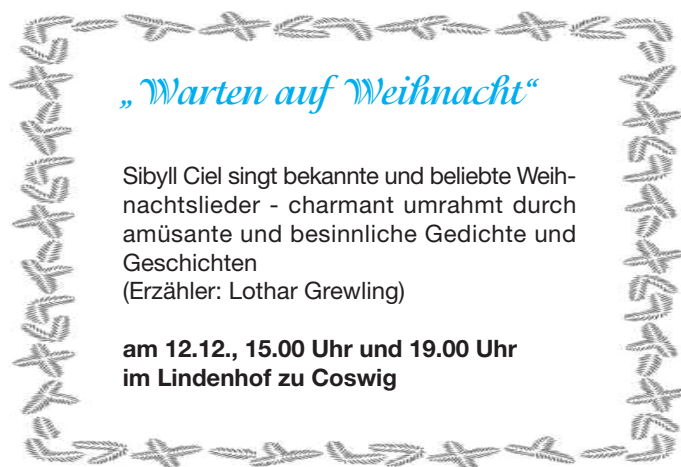 „Warten auf Weihnacht“
Sibyll Ciel singt bekannte und beliebte Weih-
nachtslieder - charmant umrahmt durch
amüsante und besinnliche Gedichte und
Geschichten
(Erzähler: Lothar Grewling)
am 12.12., 15.00 Uhr und 19.00 Uhr
im Lindenhof zu Coswig